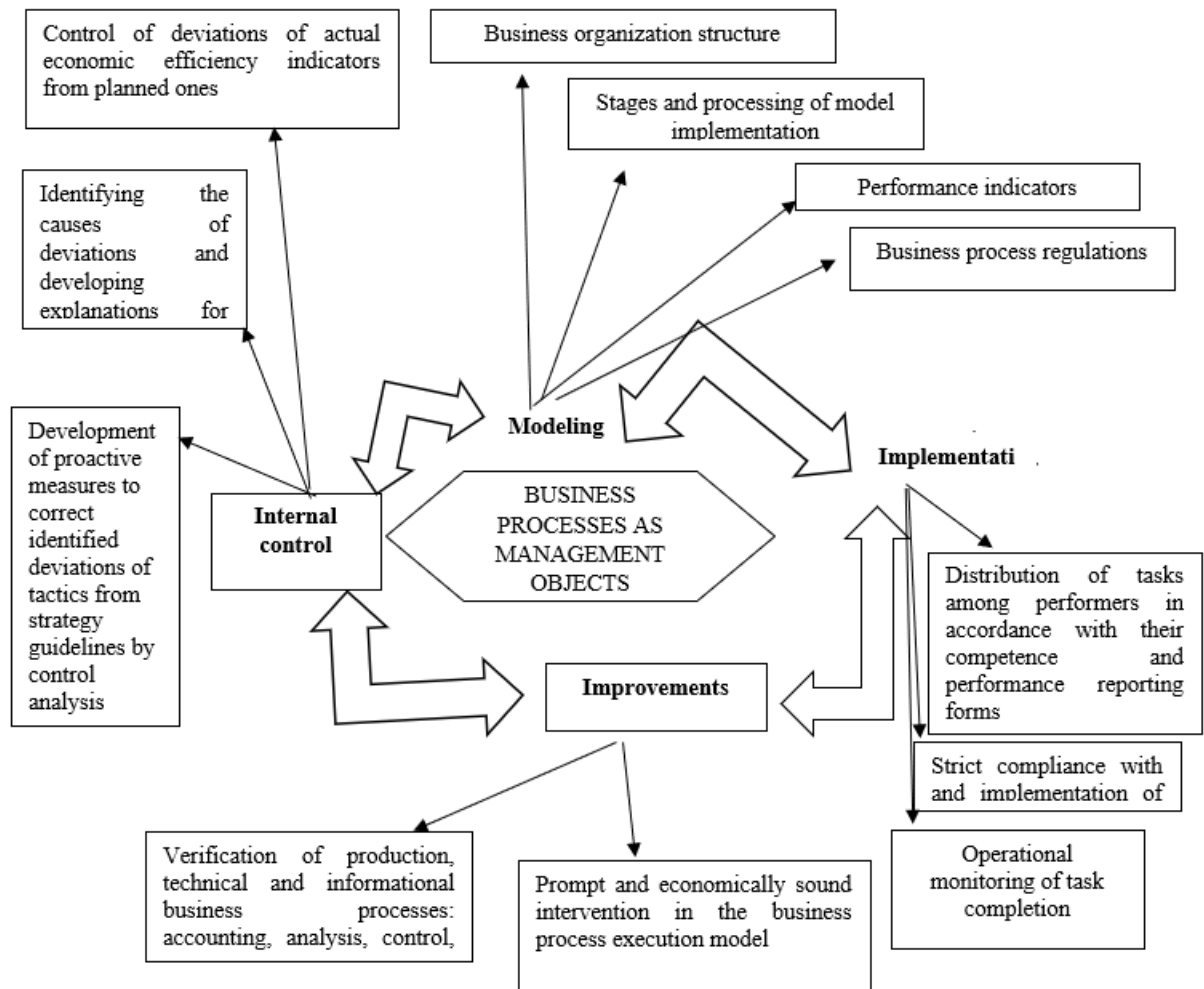 Control of deviations of actual
economic efficiency indicators
from planned ones
Business organization structure
Stages and processing of model
implementation
Performance indicators
Business process regulations
Identifying the
causes of
deviations and
developing
explanations for
Modeling
Implementati
Development
of proactive
measures to
correct
identified
deviations of
tactics from
strategy
guidelines by
control
analysis
Internal
control
BUSINESS
PROCESSES AS
MANAGEMENT
OBJECTS
Improvements
Distribution of tasks
among performers in
accordance with their
competence and
performance reporting
forms
Strict compliance with
and implementation of
Operational
monitoring of task
completion
Verification of production,
technical and informational
business processes:
accounting, analysis, control,
Prompt and economically sound
intervention in the business
process execution model